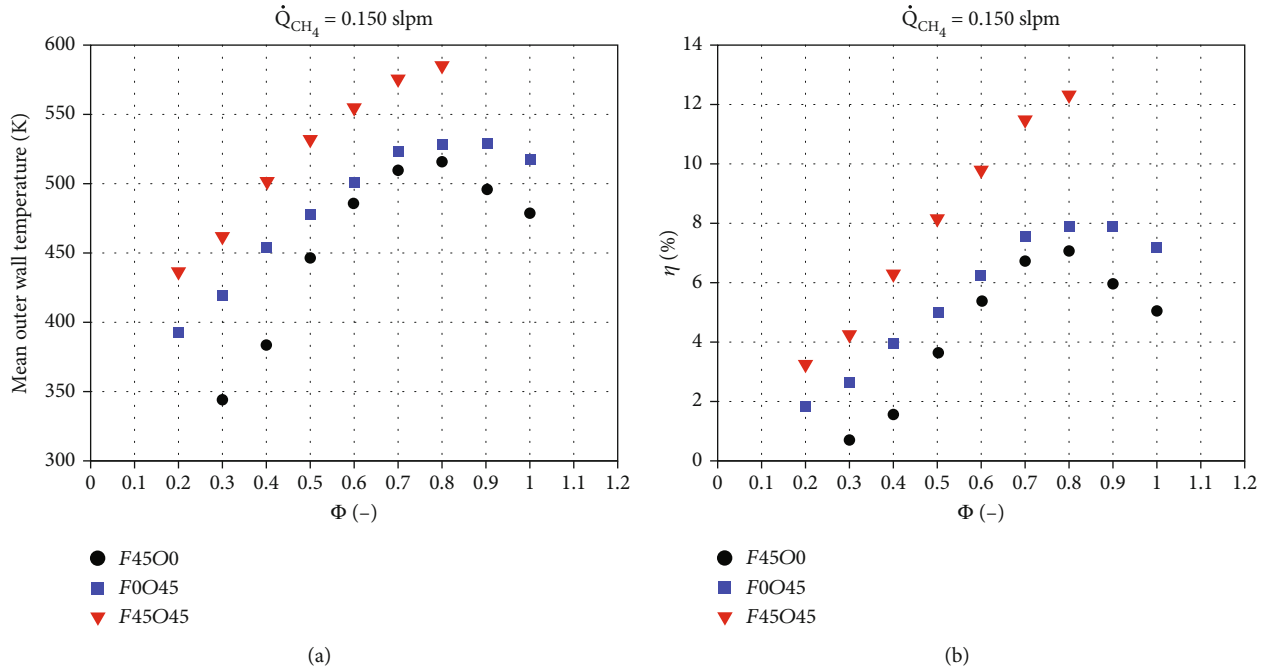 Q̇CH4 = 0.150 slpm
600
550
500
450
400
350
300
Mean outer wall temperature (K)
0 0.1 0.2 0.3 0.4 0.5 0.6 0.7 0.8 0.9 1 1.1 1.2
Φ (–)
F45O0
F0O45
F45O45
(a)
Q̇CH4 = 0.150 slpm
14
12
10
8
6
4
2
0
η (%)
0 0.1 0.2 0.3 0.4 0.5 0.6 0.7 0.8 0.9 1 1.1 1.2
Φ (–)
F45O0
F0O45
F45O45
(b)